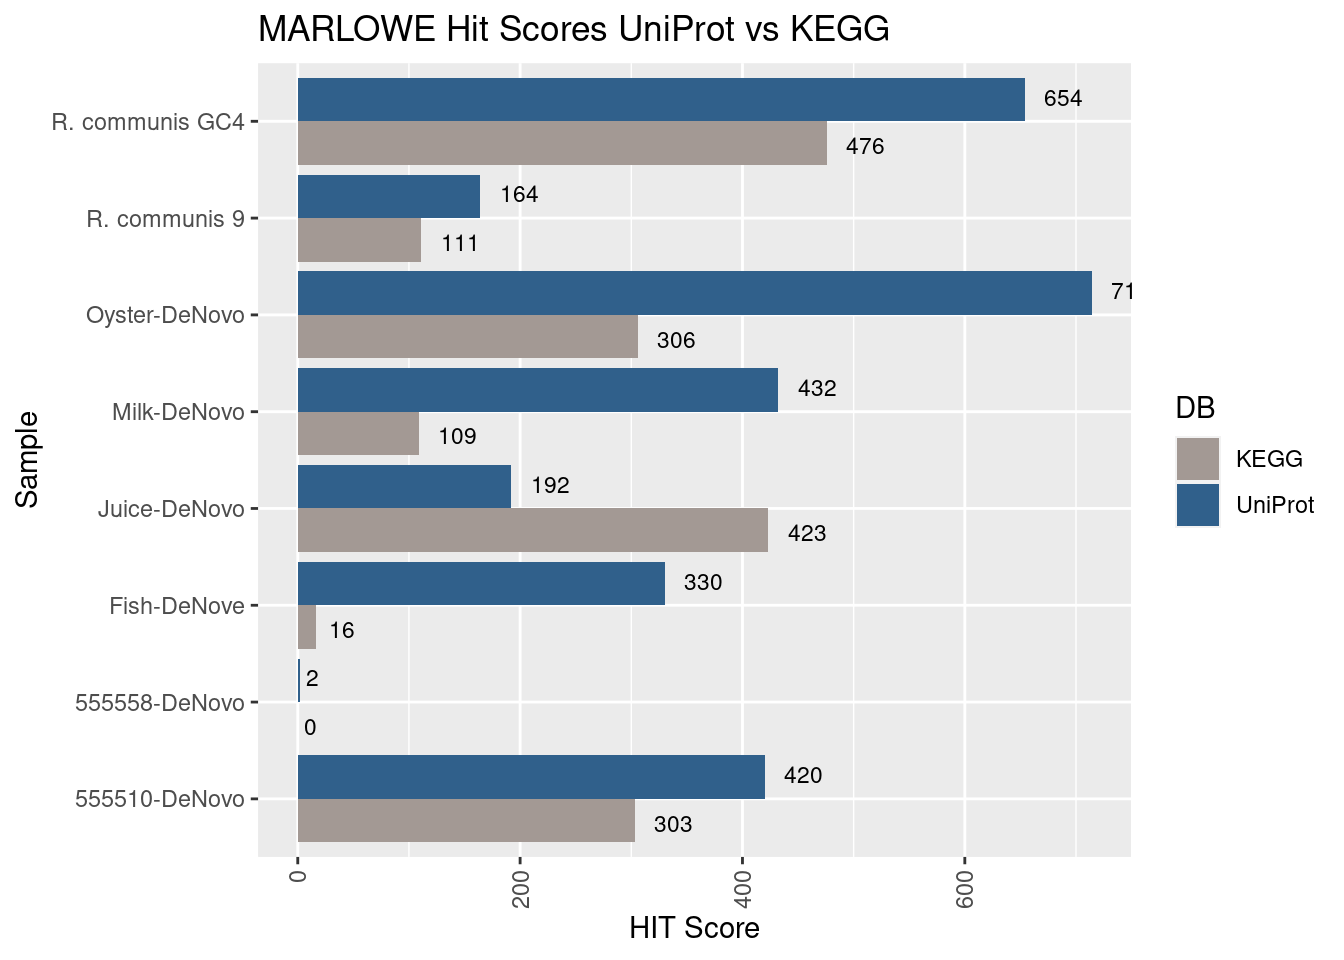 MARLOWE Hit Scores UniProt vs KEGG
R. communis GC4
654
476
R. communis 9
164
111
Oyster-DeNovo
71
306
Milk-DeNovo
432
109
Juice-DeNovo
192
423
Fish-DeNove
330
16
555558-DeNovo
2
0
555510-DeNovo
420
303
0
200
400
600
HIT Score
Sample
DB
KEGG
UniProt